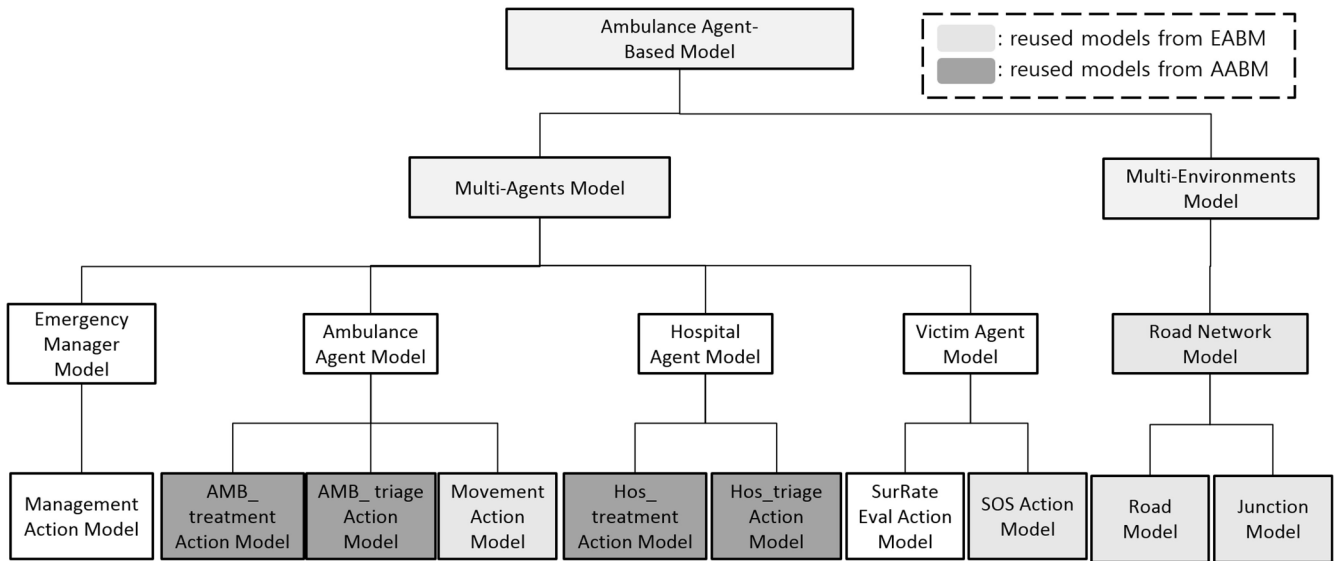 Ambulance Agent-
Based Model
: reused models from EABM
: reused models from AABM
Multi-Agents Model
Multi-Environments
Model
Emergency
Manager
Model
Ambulance
Agent Model
Hospital
Agent Model
Victim Agent
Model
Road Network
Model
Management
Action Model
AMB_
treatment
Action Model
AMB_ triage
Action
Model
Movement
Action
Model
Hos_
treatment
Action Model
Hos_triage
Action
Model
SurRate
Eval Action
Model
SOS Action
Model
Road
Model
Junction
Model